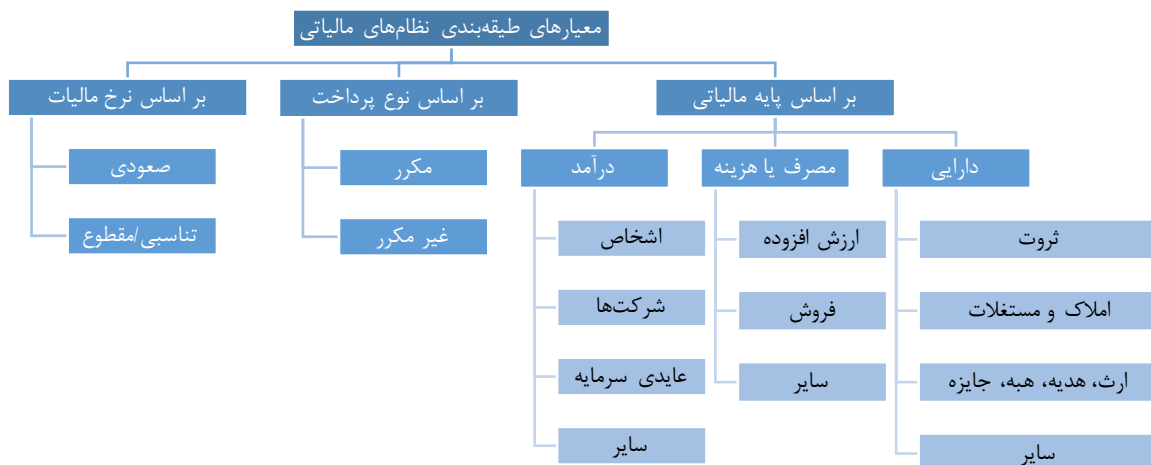 معیارهای طبقه‌بندی نظام‌های مالیاتی
بر اساس پایه مالیاتی
بر اساس نوع پرداخت
بر اساس نرخ مالیات
دارایی
ثروت
املاک و مستغلات
ارث، هدیه، هبه، جایزه
سایر
مصرف یا هزینه
ارزش افزوده
فروش
سایر
درآمد
اشخاص
شرکت‌ها
عایدی سرمایه
سایر
مکرر
غیر مکرر
صعودی
تناسبی/مقطوع